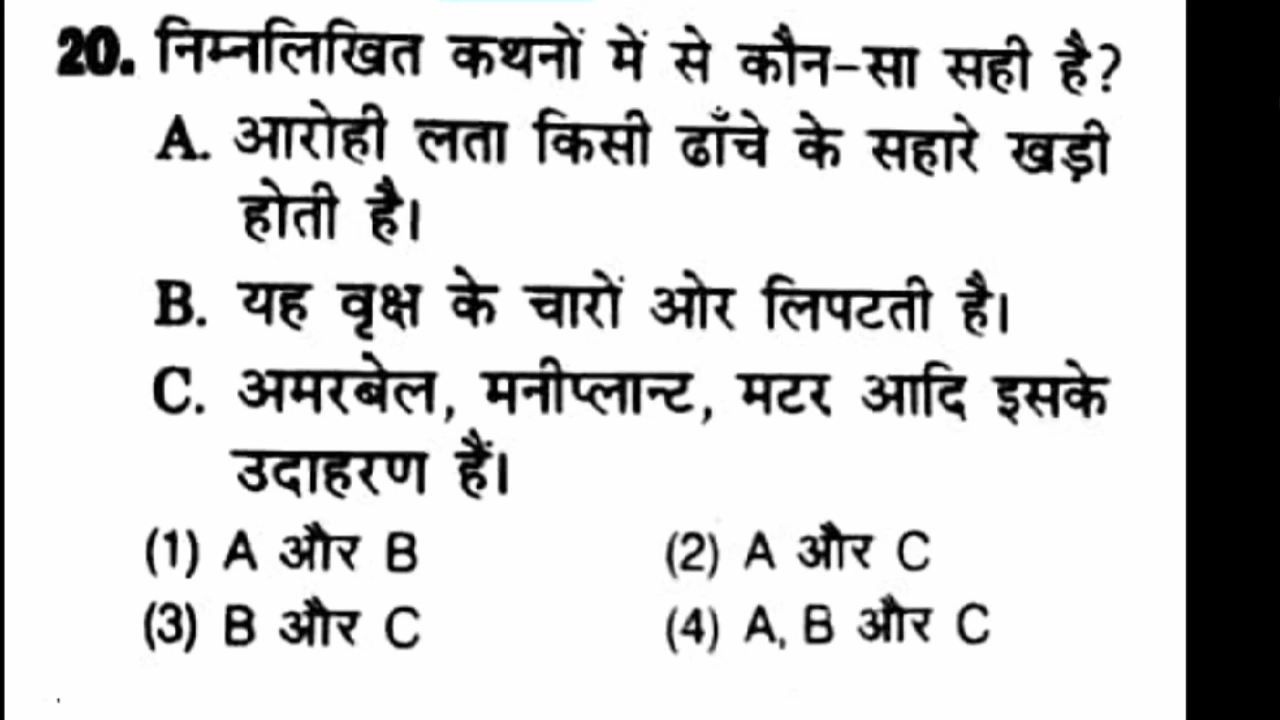 20. निम्नलिखित कथनों में से कौन-सा सही है?
A. आरोही लता किसी ढाँचे के सहारे खड़ी
होती है।
B. यह वृक्ष के चारों ओर लिपटती है।
C. अमरबेल, मनीप्लान्ट, मटर आदि इसके
उदाहरण हैं।
(1) A और B (2) A और C
(3) B और C (4) A, B और C